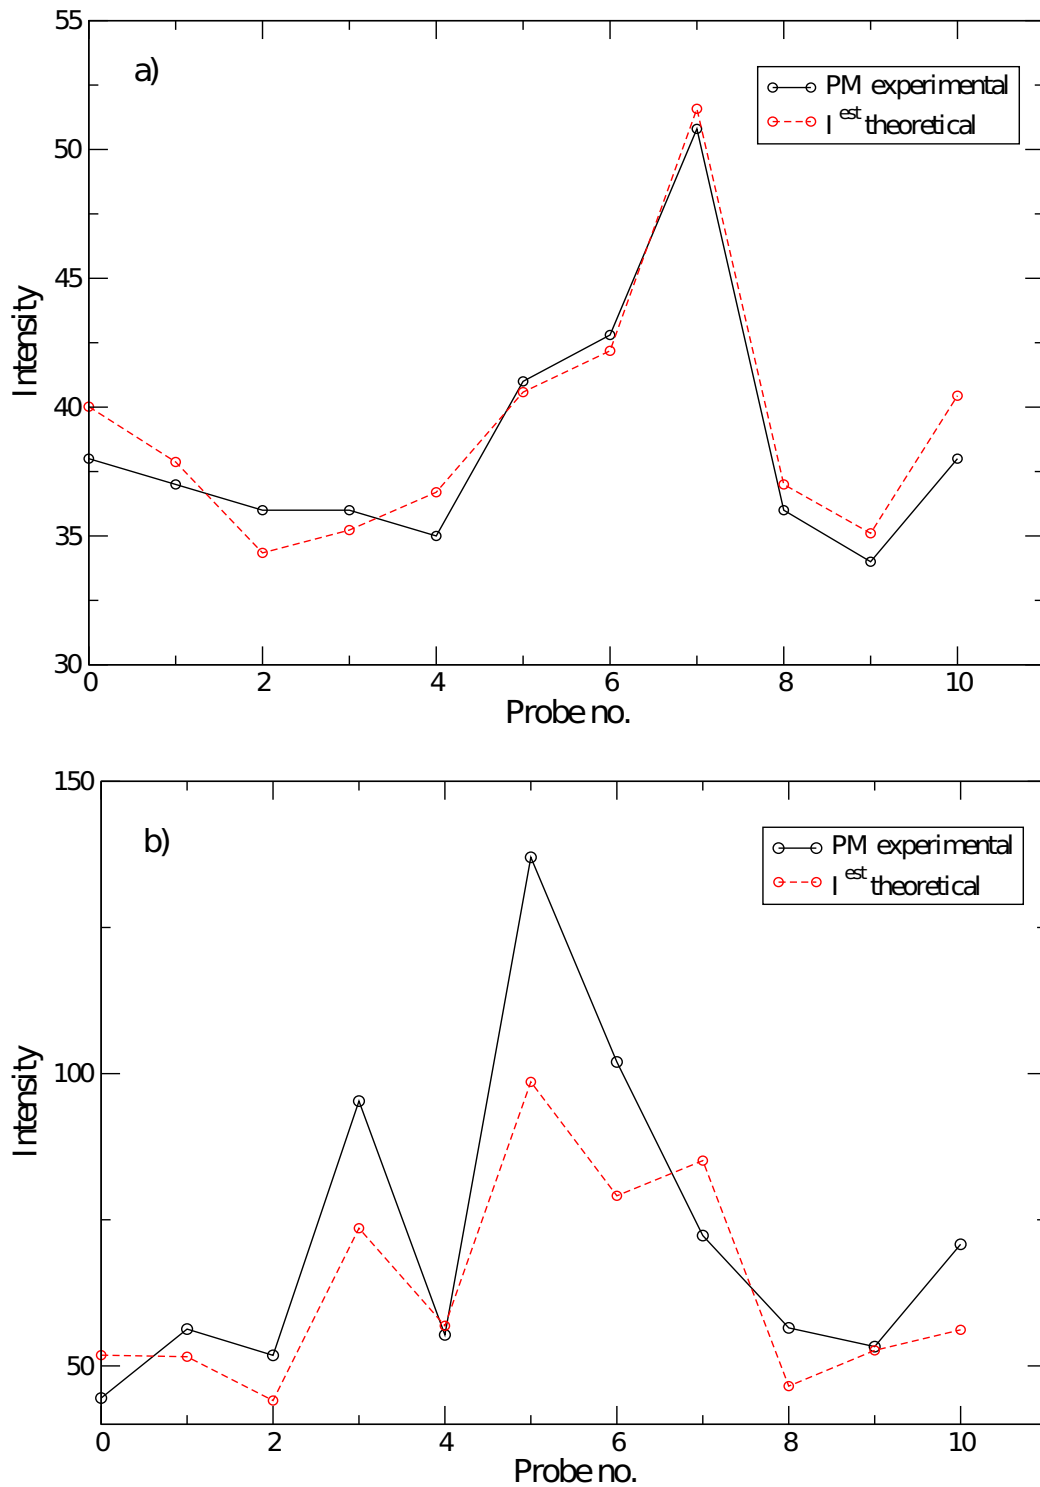 55
a)
PM experimental
I est theoretical
50
45
Intensity
40
35
30
0 2 4 6 8 10
Probe no.
150
b)
PM experimental
I est theoretical
100
Intensity
50
0 2 4 6 8 10
Probe no.